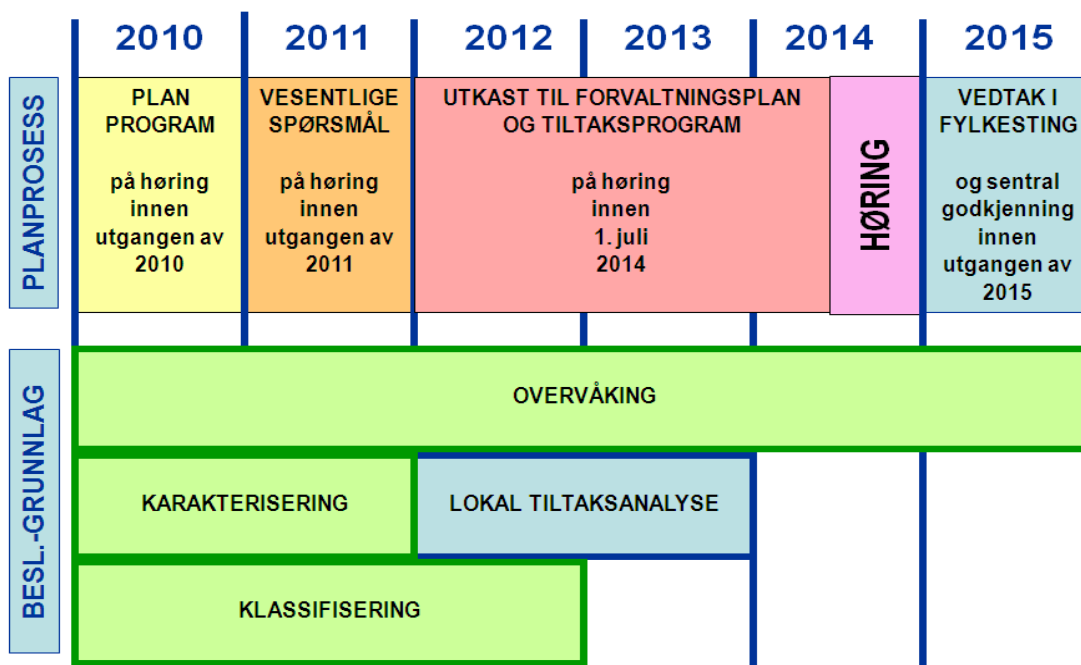 2010
2011
2012
2013
2014
2015
PLANPROSESS
PLAN
PROGRAM
på høring
innen
utgangen av
2010
VESENTLIGE
SPØRSMÅL
på høring
innen
utgangen av
2011
UTKAST TIL FORVALTNINGSPLAN
OG TILTAKSPROGRAM
på høring
innen
1. juli
2014
HØRING
VEDTAK I
FYLKESTING
og sentral
godkjenning
innen
utgangen av
2015
BESL.-GRUNNLAG
OVERVÅKING
KARAKTERISERING
LOKAL TILTAKSANALYSE
KLASSIFISERING